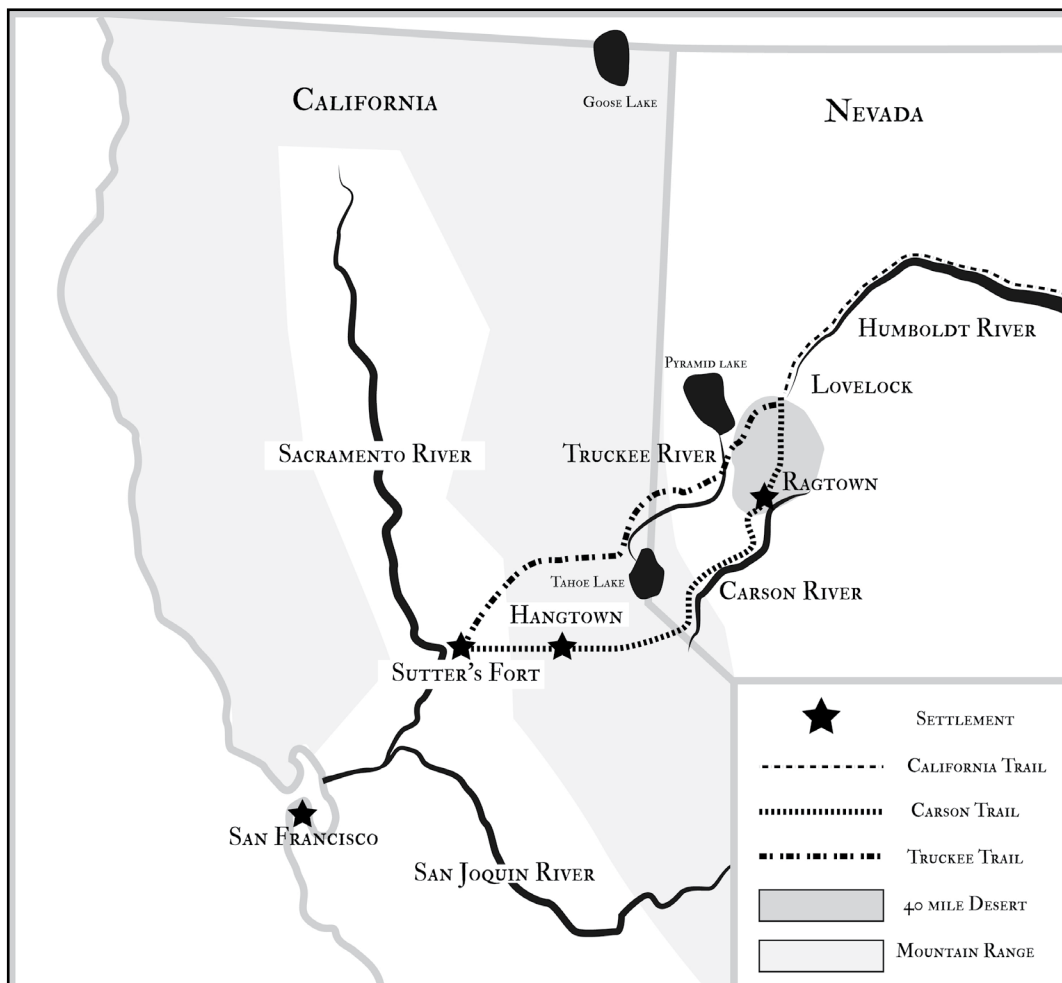 California
Goose Lake
Nevada
Humboldt River
Pyramid lake
Lovelock
Sacramento River
Truckee River
Ragtown
Tahoe Lake
Carson River
Hangtown
Sutter's Fort
San Francisco
San Joquin River
Settlement
California Trail
Carson Trail
Truckee Trail
40 mile Desert
Mountain Range